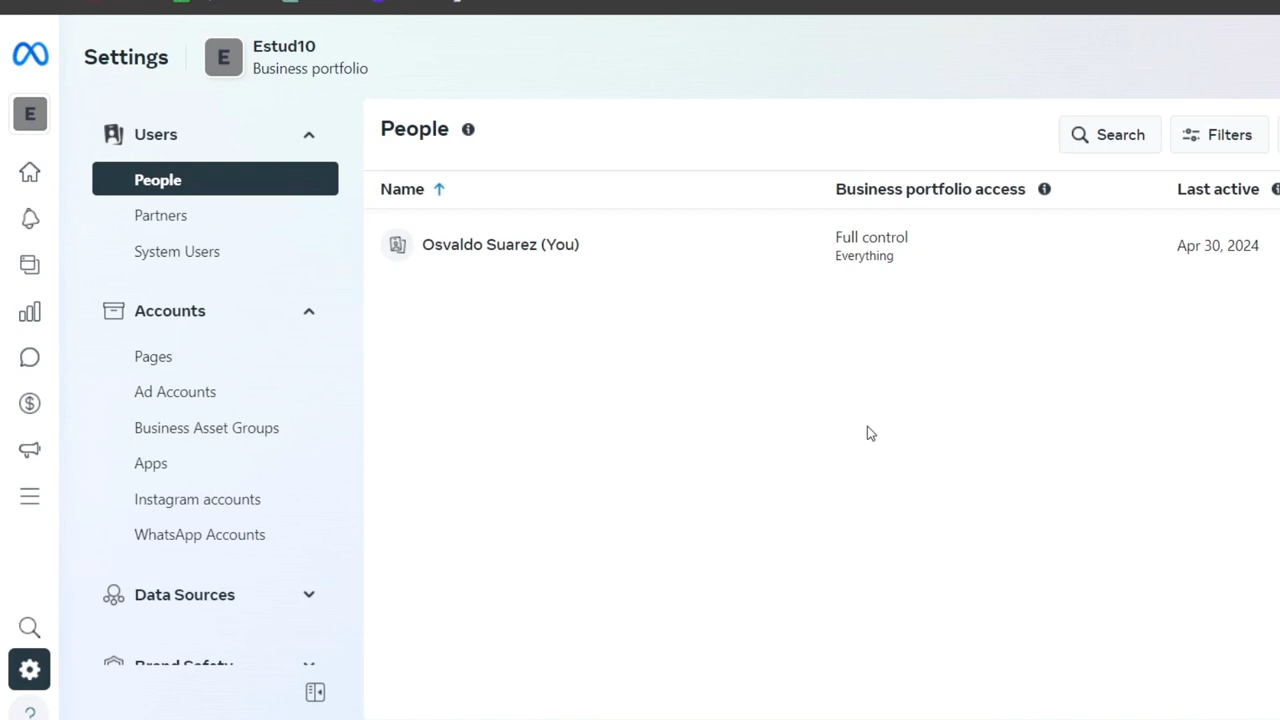 Settings
E
Estud10
Business portfolio
E
Users
People
Partners
System Users
Accounts
Pages
Ad Accounts
Business Asset Groups
Apps
Instagram accounts
WhatsApp Accounts
Data Sources
Brand Safety
People
Search
Filters
Name ↑
Business portfolio access
Last active
Osvaldo Suarez (You)
Full control
Everything
Apr 30, 2024